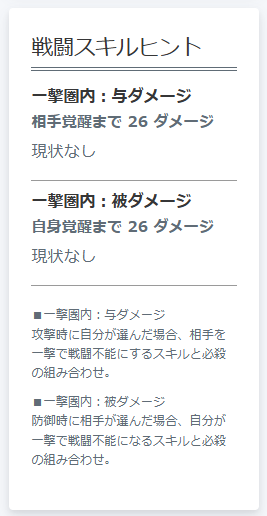 戦闘スキルヒント
一撃圏内：与ダメージ
相手覚醒まで 26 ダメージ
現状なし
一撃圏内：被ダメージ
自身覚醒まで 26 ダメージ
現状なし
■一撃圏内：与ダメージ
攻撃時に自分が選んだ場合、相手を
一撃で戦闘不能にするスキルと必殺
の組み合わせ。
■一撃圏内：被ダメージ
防御時に相手が選んだ場合、自分が
一撃で戦闘不能になるスキルと必殺
の組み合わせ。